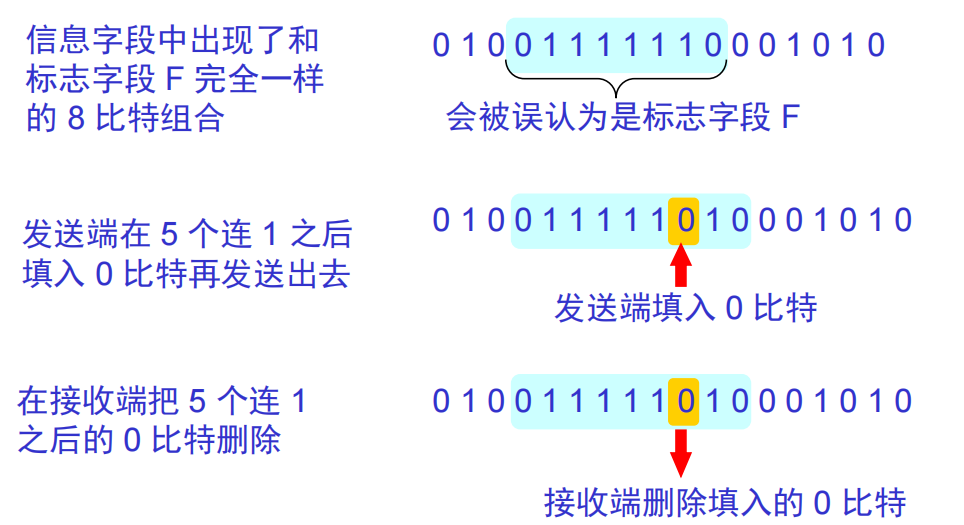 信息字段中出现了和
标志字段 F 完全一样
的 8 比特组合
0 1 0 0 1 1 1 1 1 1 0 0 0 1 0 1 0
会被误认为是标志字段 F
发送端在 5 个连 1 之后
填入 0 比特再发送出去
0 1 0 0 1 1 1 1 1 0 1 0 0 0 1 0 1 0
发送端填入 0 比特
在接收端把 5 个连 1
之后的 0 比特删除
0 1 0 0 1 1 1 1 1 0 1 0 0 0 1 0 1 0
接收端删除填入的 0 比特